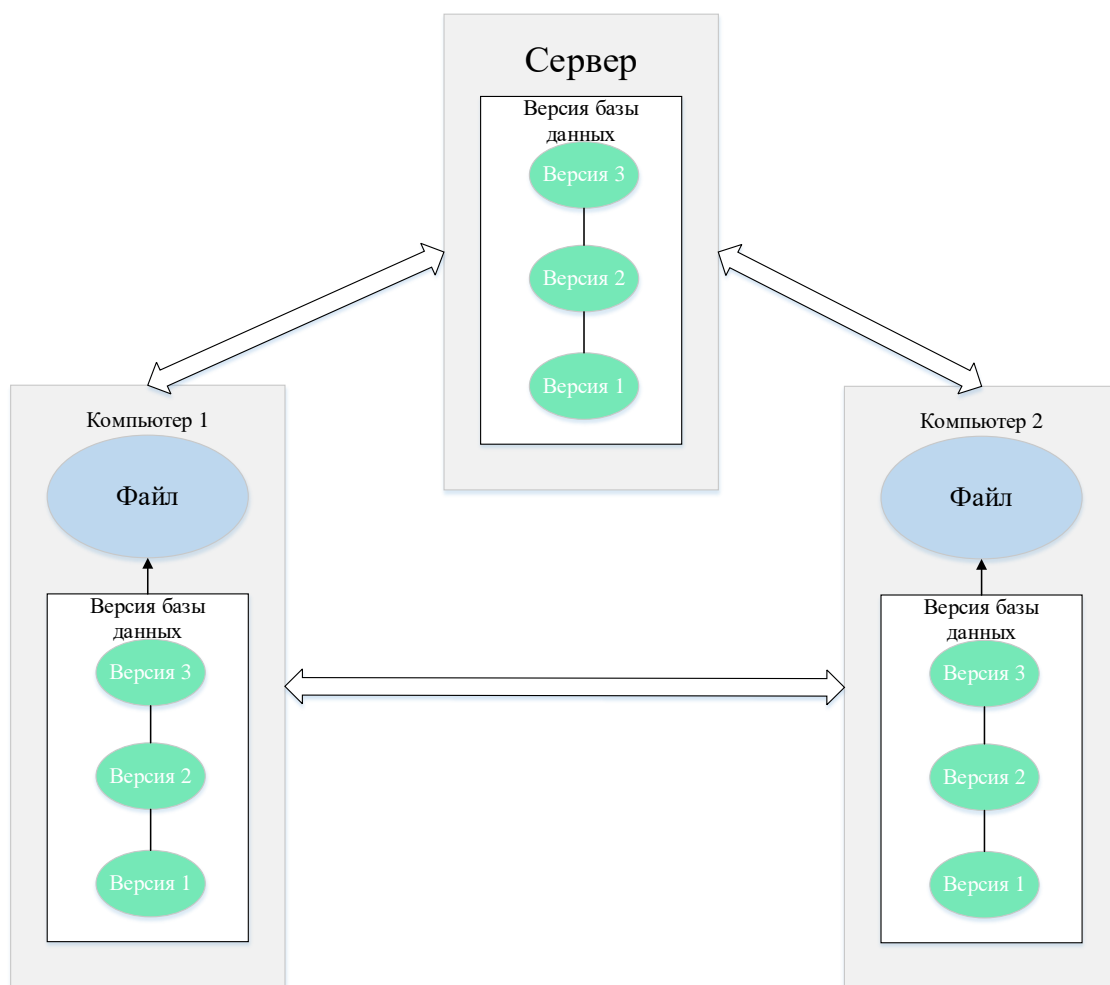 Сервер
Версия базы
данных
Версия 3
Версия 2
Версия 1
Компьютер 1
Файл
Версия базы
данных
Версия 3
Версия 2
Версия 1
Компьютер 2
Файл
Версия базы
данных
Версия 3
Версия 2
Версия 1